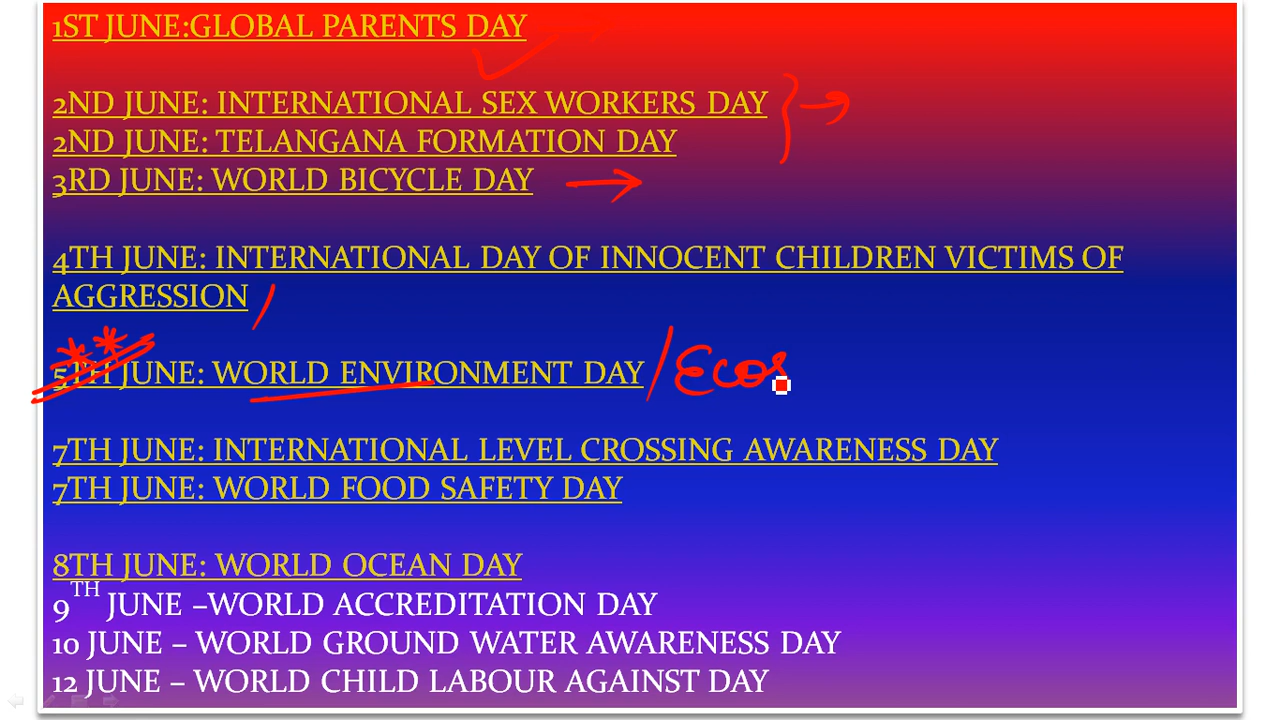 1ST JUNE:GLOBAL PARENTS DAY
2ND JUNE: INTERNATIONAL SEX WORKERS DAY
2ND JUNE: TELANGANA FORMATION DAY
3RD JUNE: WORLD BICYCLE DAY
4TH JUNE: INTERNATIONAL DAY OF INNOCENT CHILDREN VICTIMS OF
AGGRESSION
5TH JUNE: WORLD ENVIRONMENT DAY / Ecos
7TH JUNE: INTERNATIONAL LEVEL CROSSING AWARENESS DAY
7TH JUNE: WORLD FOOD SAFETY DAY
8TH JUNE: WORLD OCEAN DAY
9TH JUNE –WORLD ACCREDITATION DAY
10 JUNE – WORLD GROUND WATER AWARENESS DAY
12 JUNE – WORLD CHILD LABOUR AGAINST DAY